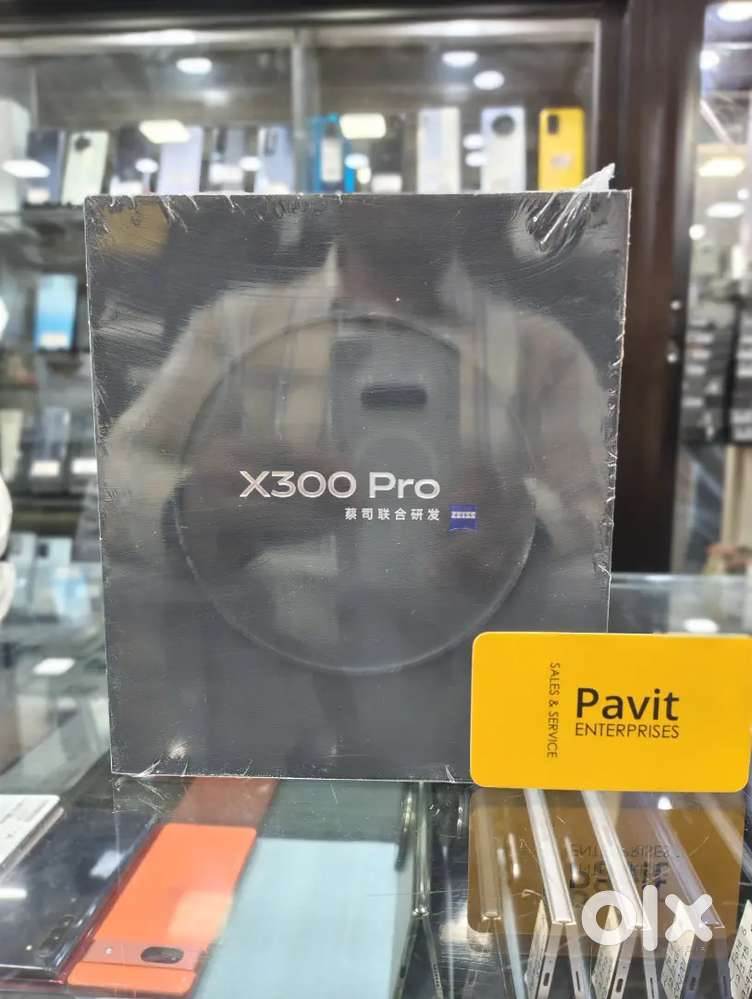 X300 Pro
蔡司联合研发 ZEISS
SALES & SERVICE
Pavit
ENTERPRISES
olx